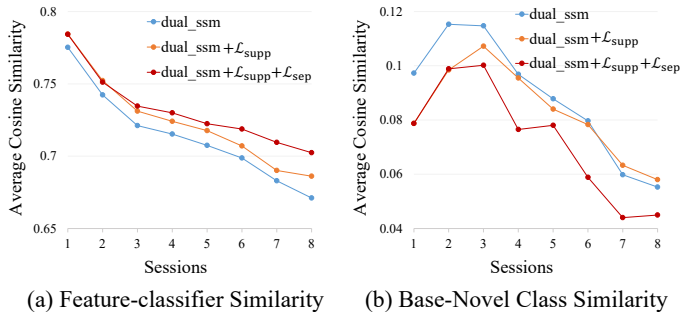 0.8
0.75
0.7
0.65
Average Cosine Similarity
dual_ssm
dual_ssm+ℒsupp
dual_ssm+ℒsupp+ℒsep
1 2 3 4 5 6 7 8
Sessions
(a) Feature-classifier Similarity
0.12
0.1
0.08
0.06
0.04
Average Cosine Similarity
dual_ssm
dual_ssm+ℒsupp
dual_ssm+ℒsupp+ℒsep
1 2 3 4 5 6 7 8
Sessions
(b) Base-Novel Class Similarity